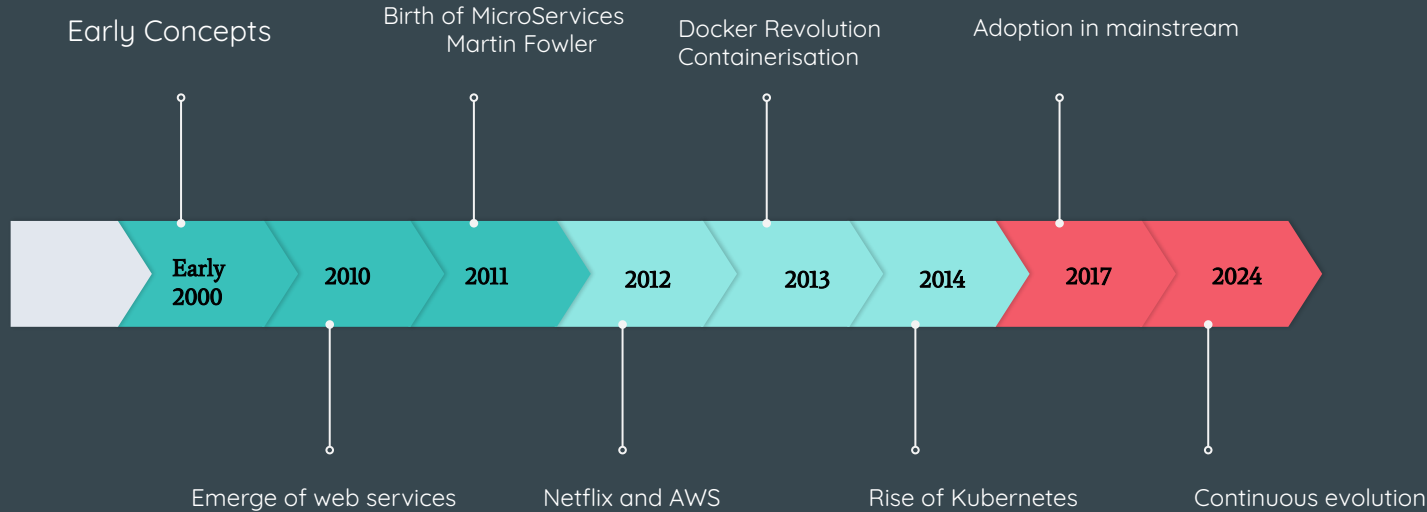 Early Concepts
Birth of MicroServices
Martin Fowler
Docker Revolution
Containerisation
Adoption in mainstream
Early
2000
2010
2011
2012
2013
2014
2017
2024
Emerge of web services
Netflix and AWS
Rise of Kubernetes
Continuous evolution